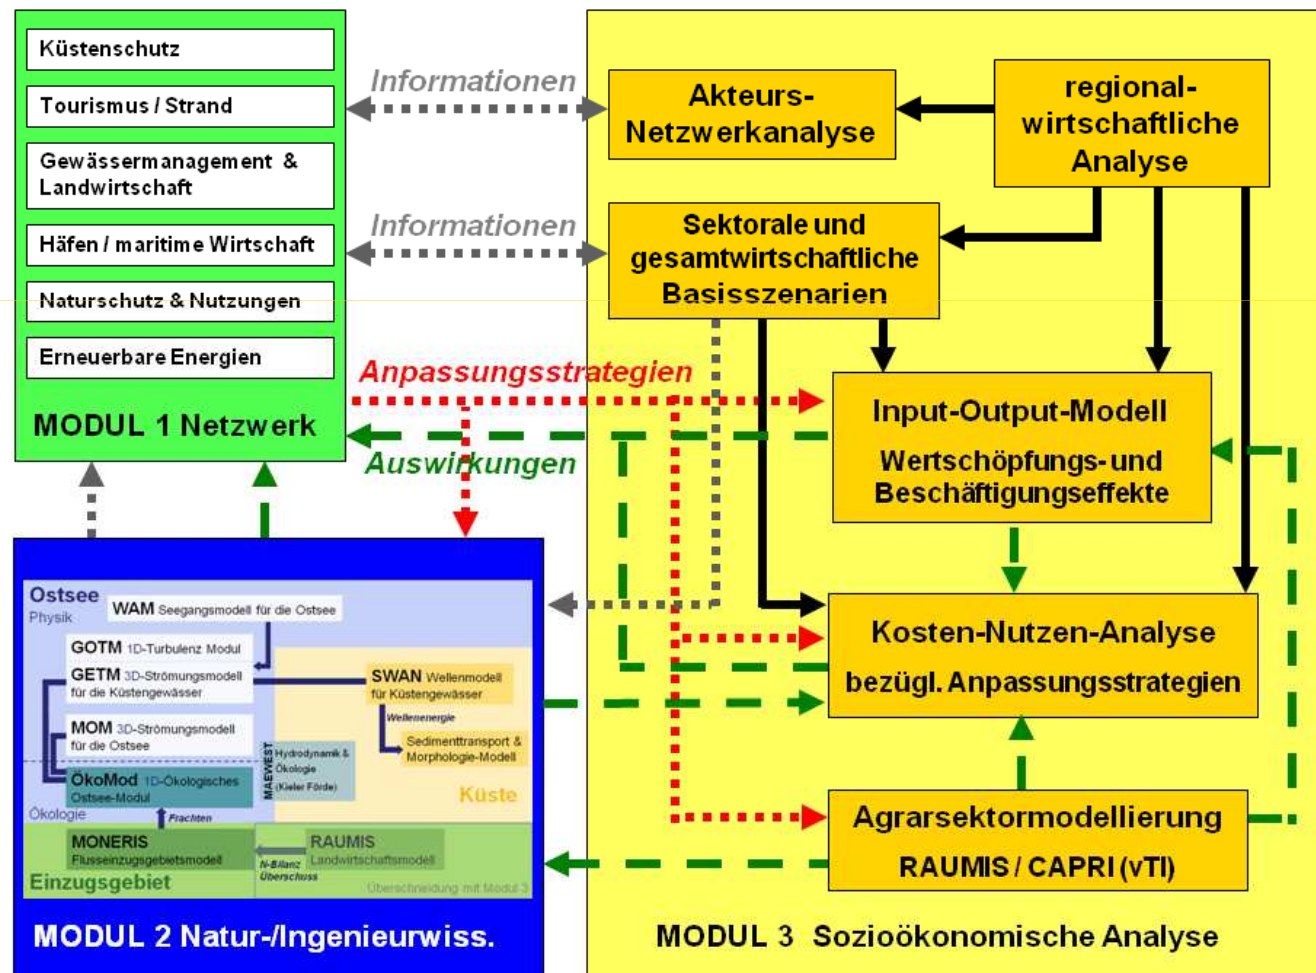 Küstenschutz
Tourismus / Strand
Gewässermanagement &
Landwirtschaft
Häfen / maritime Wirtschaft
Naturschutz & Nutzungen
Erneuerbare Energien
MODUL 1 Netzwerk
Informationen
Informationen
Anpassungsstrategien
Auswirkungen
Akteurs-
Netzwerkanalyse
regional-
wirtschaftliche
Analyse
Sektorale und
gesamtwirtschaftliche
Basisszenarien
Input-Output-Modell
Wertschöpfungs- und
Beschäftigungseffekte
Kosten-Nutzen-Analyse
bezügl. Anpassungsstrategien
Agrarsektormodellierung
RAUMIS / CAPRI (vTI)
MODUL 3 Sozioökonomische Analyse
Ostsee
Physik
WAM Seegangsmodell für die Ostsee
GOTM 1D-Turbulenz Modul
GETM 3D-Strömungsmodell
für die Küstengewässer
MOM 3D-Strömungsmodell
für die Ostsee
ÖkoMod 1D-Ökologisches
Ostsee-Modul
Ökologie
Frachten
SWAN Wellenmodell
für Küstengewässer
Wellenenergie
Sedimenttransport &
Morphologie-Modell
MAEWEST
Hydrodynamik &
Ökologie
(Kieler Förde)
Küste
MONERIS
Flusseinzugsgebietsmodell
N-Bilanz
Überschuss
RAUMIS
Landwirtschaftsmodell
Einzugsgebiet
Überschneidung mit Modul 3
MODUL 2 Natur-/Ingenieurwiss.